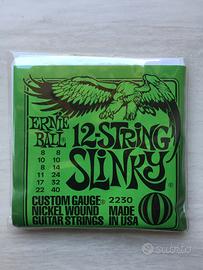 ERNIE
BALL
12-STRING
SLINKY
8 8
10 10
8 14
11 24
17 32
22 40
CUSTOM GAUGE 2230
NICKEL WOUND MADE
GUITAR STRINGS IN USA
subito